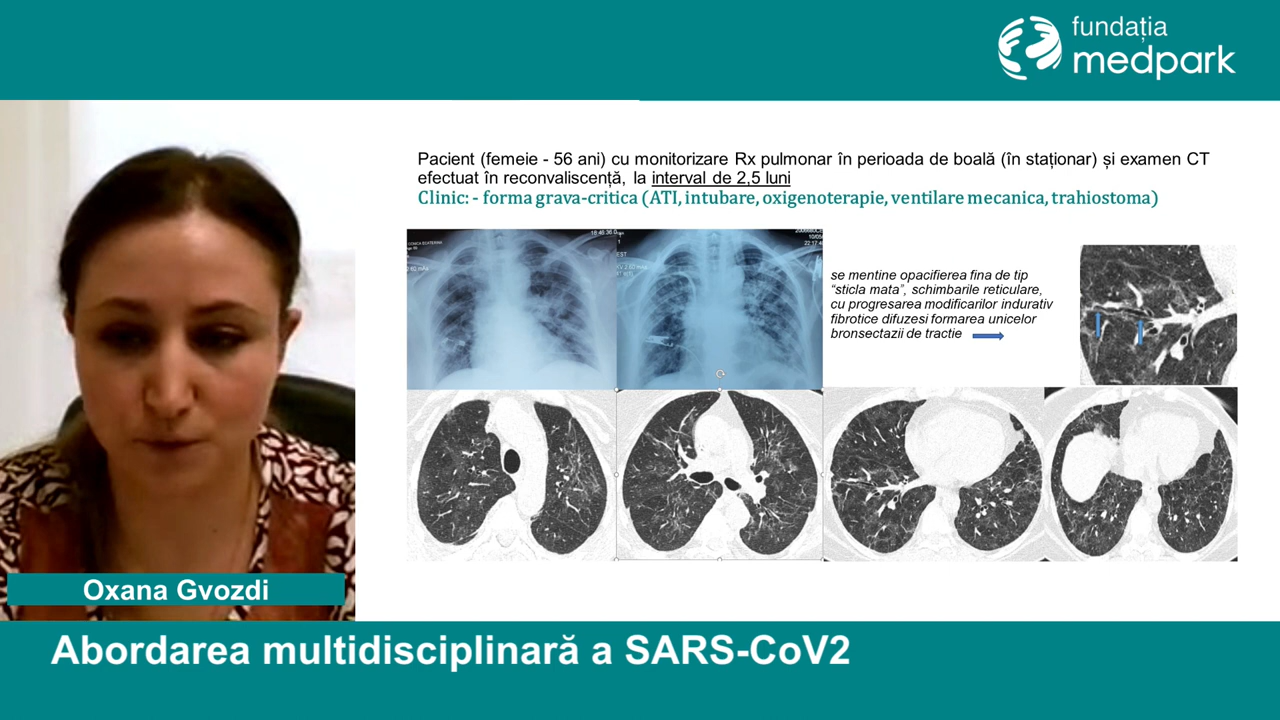 fundația
medpark
Pacient (femeie - 56 ani) cu monitorizare Rx pulmonar în perioada de boală (în staționar) și examen CT
efectuat în reconvaliscență, la interval de 2,5 luni
Clinic: - forma grava-critica (ATI, intubare, oxigenoterapie, ventilare mecanica, trahiostoma)
se mentine opacifierea fina de tip
“sticla mata”, schimbarile reticulare,
cu progresarea modificarilor indurativ
fibrotice difuzesi formarea unicelor
bronsectazii de tractie
Oxana Gvozdi
Abordarea multidisciplinară a SARS-CoV2